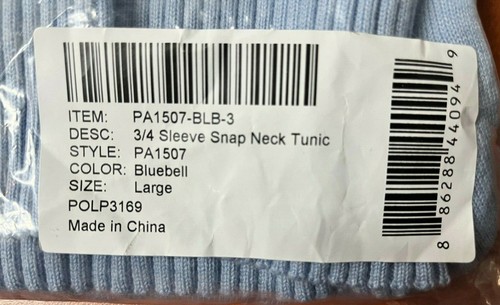 ITEM: PA1507-BLB-3
DESC: 3/4 Sleeve Snap Neck Tunic
STYLE: PA1507
COLOR: Bluebell
SIZE: Large
POLP3169
Made in China
8 86288 44094 9